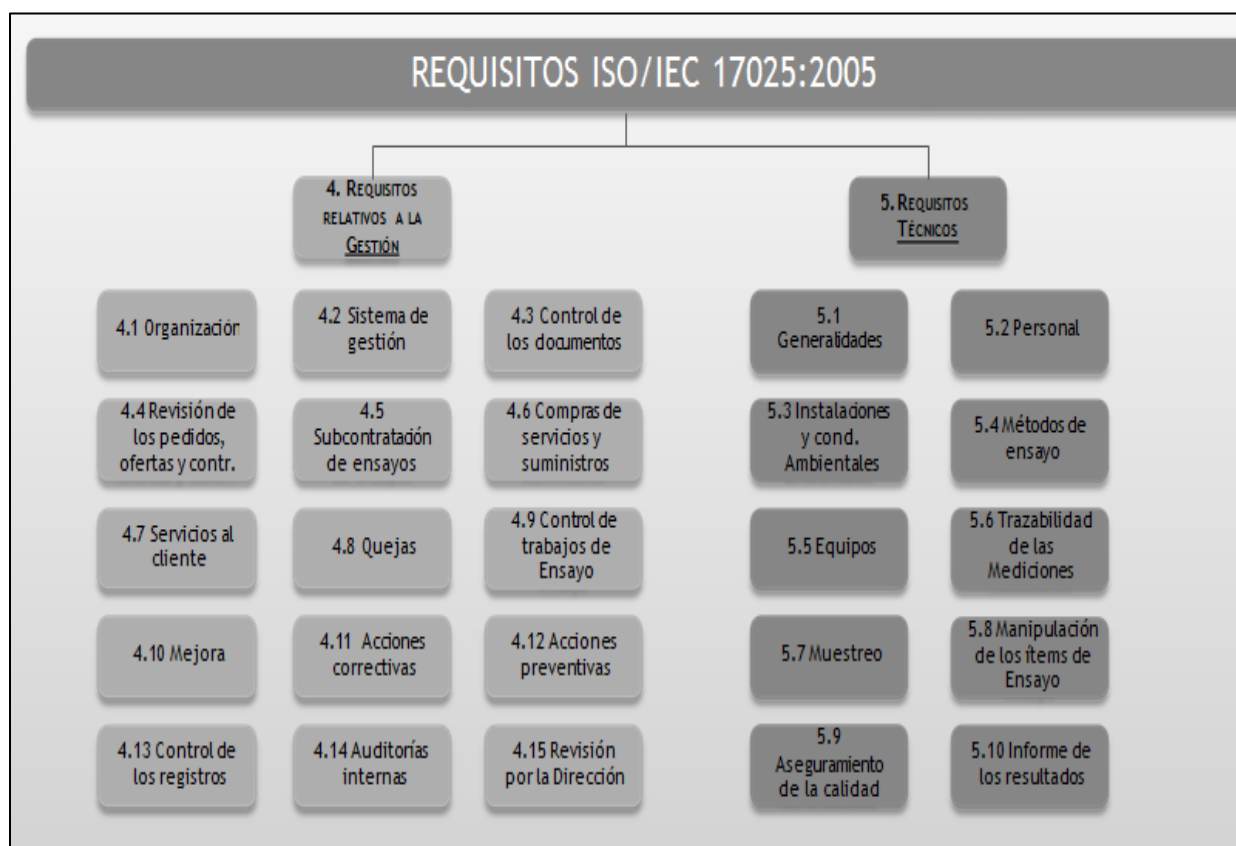 REQUISITOS ISO/IEC 17025:2005
4. REQUISITOS
RELATIVOS A LA
GESTIÓN
5. REQUISITOS
TÉCNICOS
4.1 Organización
4.2 Sistema de
gestión
4.3 Control de
los documentos
5.1
Generalidades
5.2 Personal
4.4 Revisión de
los pedidos,
ofertas y contr.
4.5
Subcontratación
de ensayos
4.6 Compras de
servicios y
suministros
5.3 Instalaciones
y cond.
Ambientales
5.4 Métodos de
ensayo
4.7 Servicios al
cliente
4.8 Quejas
4.9 Control de
trabajos de
Ensayo
5.5 Equipos
5.6 Trazabilidad
de las
Mediciones
4.10 Mejora
4.11 Acciones
correctivas
4.12 Acciones
preventivas
5.7 Muestreo
5.8 Manipulación
de los ítems de
Ensayo
4.13 Control de
los registros
4.14 Auditorías
internas
4.15 Revisión
por la Dirección
5.9
Aseguramiento
de la calidad
5.10 Informe de
los resultados